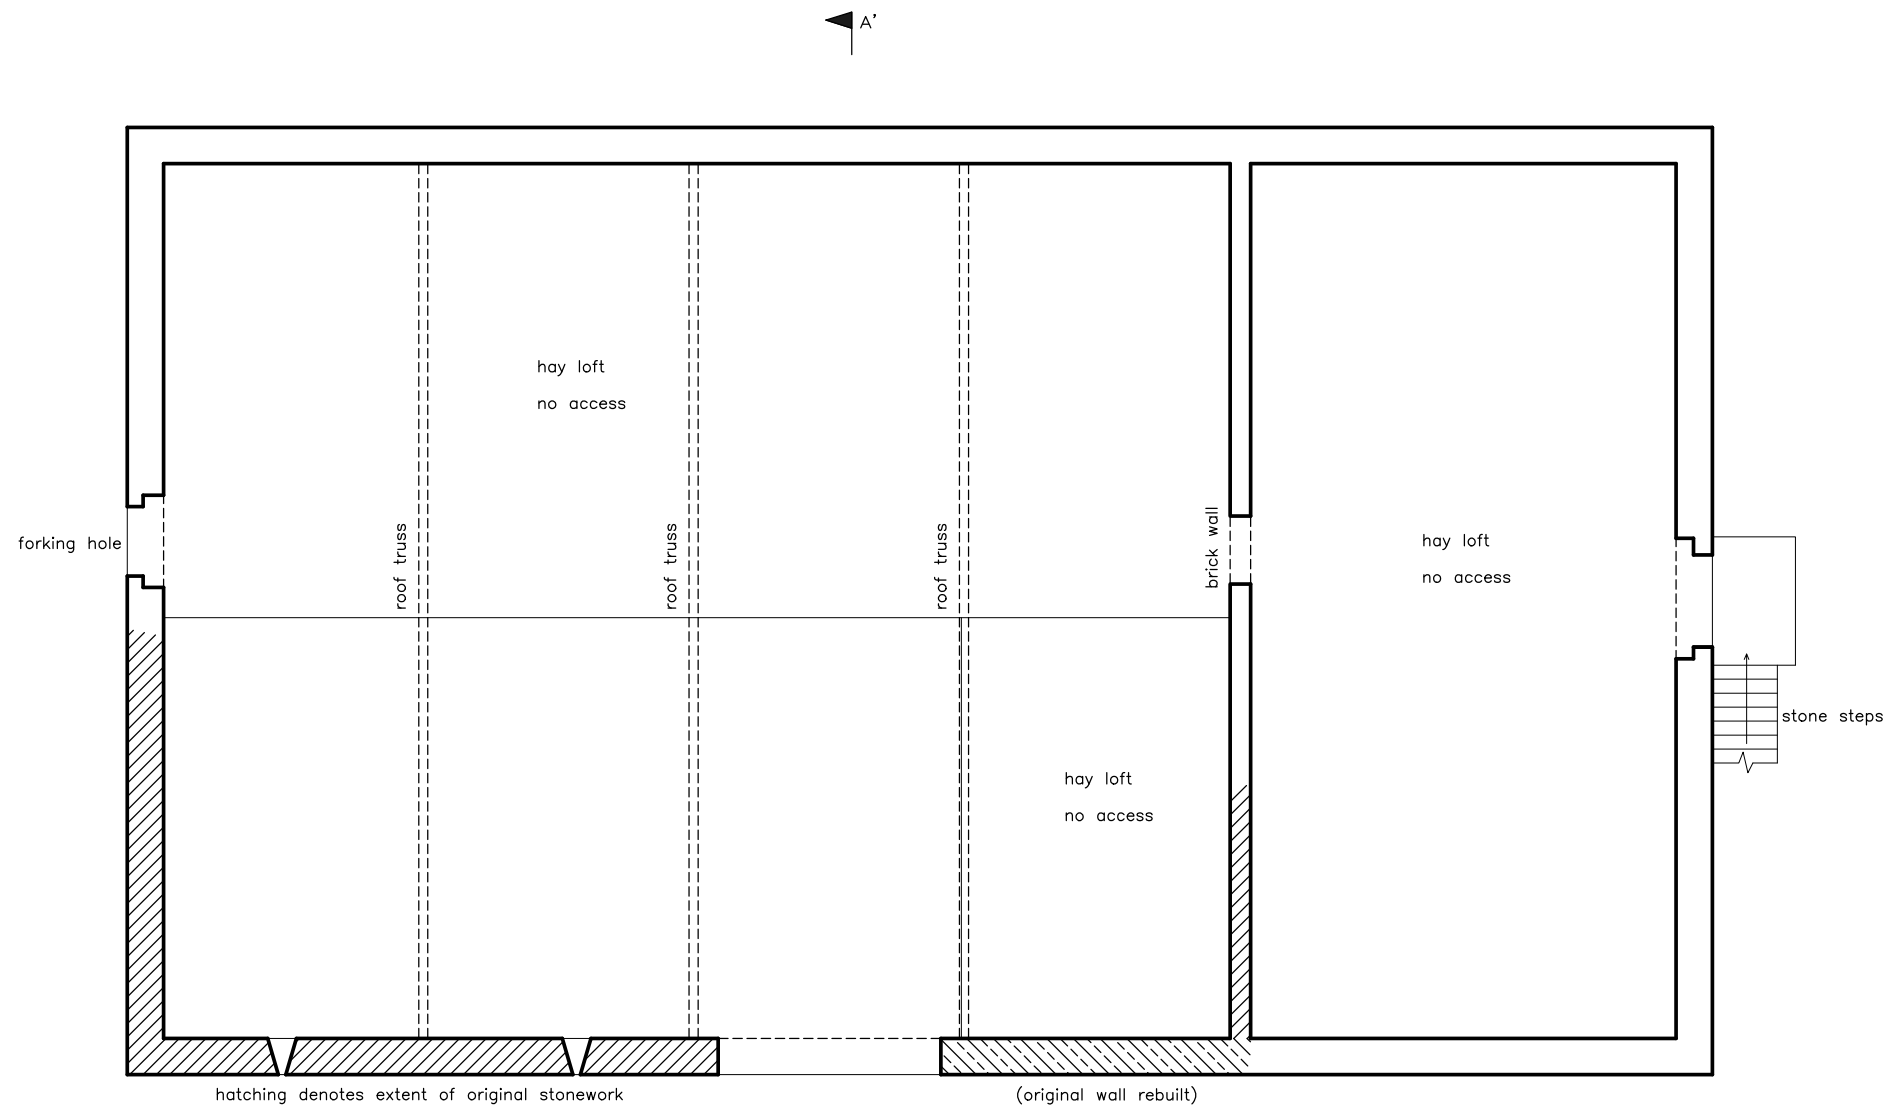 A'
hay loft
no access
forking hole
roof truss
roof truss
roof truss
brick wall
hay loft
no access
stone steps
hay loft
no access
hatching denotes extent of original stonework
(original wall rebuilt)